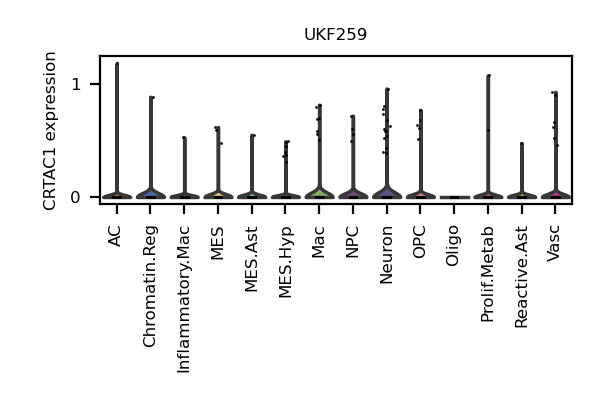 UKF259
CRTAC1 expression
1
0
AC
Chromatin.Reg
Inflammatory.Mac
MES
MES.Ast
MES.Hyp
Mac
NPC
Neuron
OPC
Oligo
Prolif.Metab
Reactive.Ast
Vasc